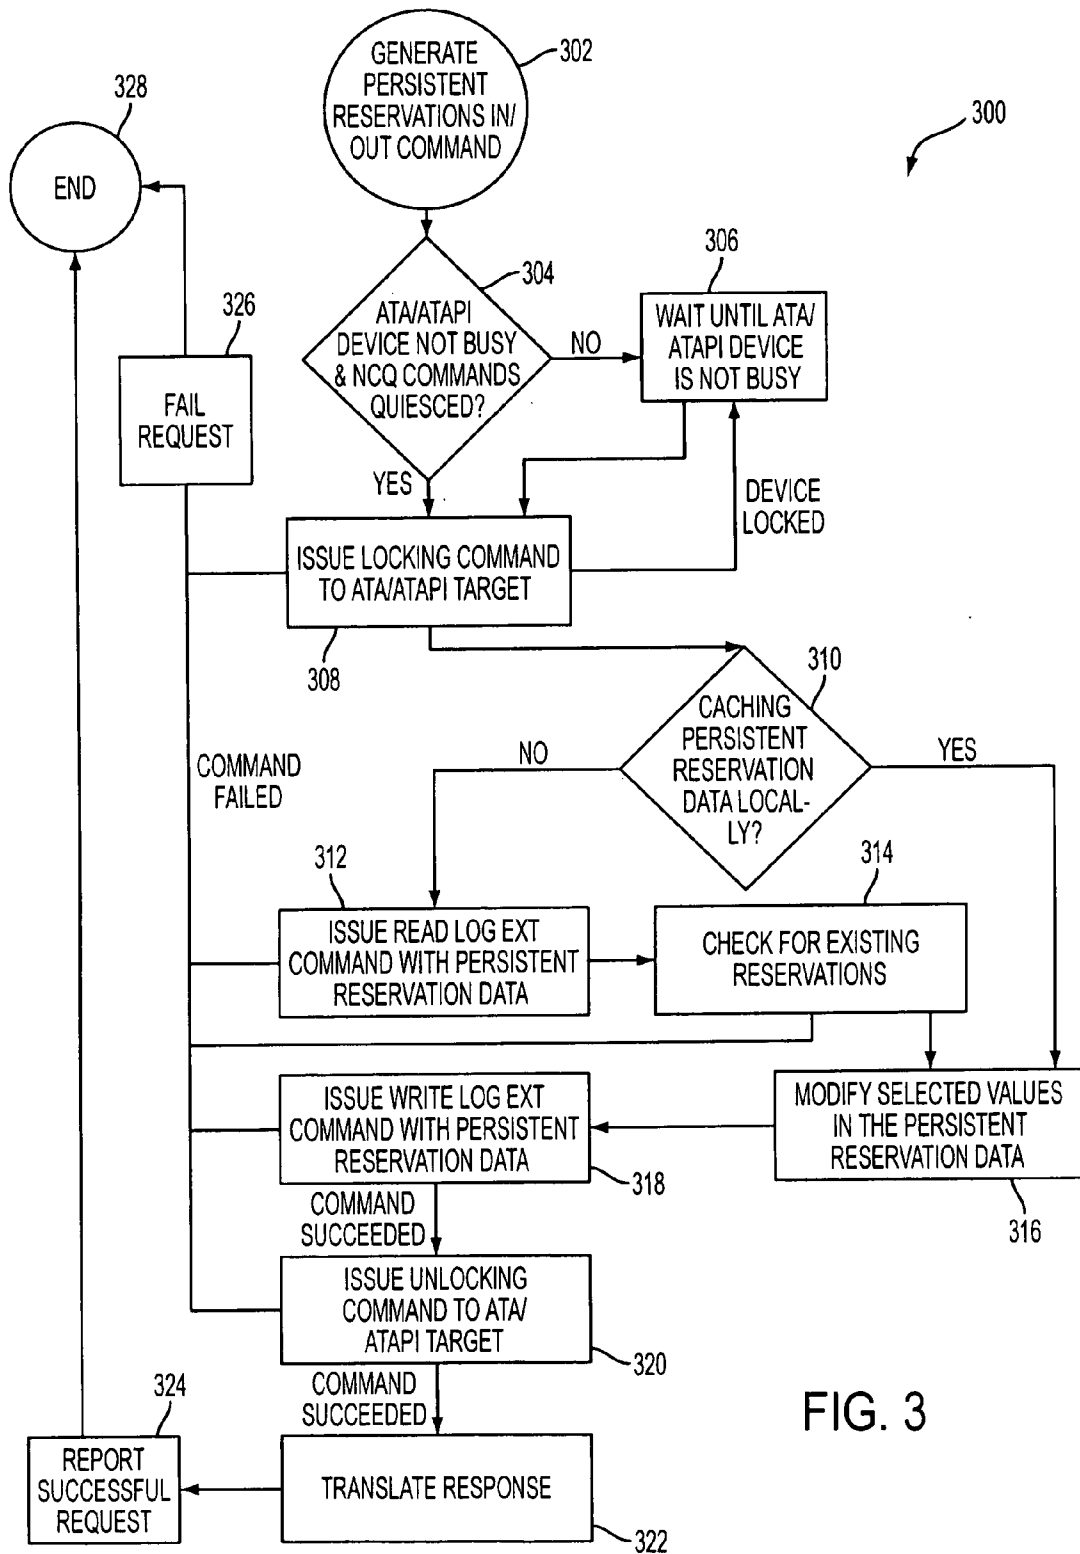 GENERATE
PERSISTENT
RESERVATIONS IN/
OUT COMMAND
302
328
300
END
304
306
ATA/ATAPI
DEVICE NOT BUSY
& NCQ COMMANDS
QUIESCED?
NO
WAIT UNTIL ATA/
ATAPI DEVICE
IS NOT BUSY
326
FAIL
REQUEST
YES
DEVICE
LOCKED
ISSUE LOCKING COMMAND
TO ATA/ATAPI TARGET
308
310
CACHING
PERSISTENT
RESERVATION
DATA LOCAL-
LY?
NO
YES
COMMAND
FAILED
312
314
ISSUE READ LOG EXT
COMMAND WITH PERSISTENT
RESERVATION DATA
CHECK FOR EXISTING
RESERVATIONS
ISSUE WRITE LOG EXT
COMMAND WITH PERSISTENT
RESERVATION DATA
318
MODIFY SELECTED VALUES
IN THE PERSISTENT
RESERVATION DATA
316
COMMAND
SUCCEEDED
ISSUE UNLOCKING
COMMAND TO ATA/
ATAPI TARGET
320
COMMAND
SUCCEEDED
324
REPORT
SUCCESSFUL
REQUEST
TRANSLATE RESPONSE
322
FIG. 3